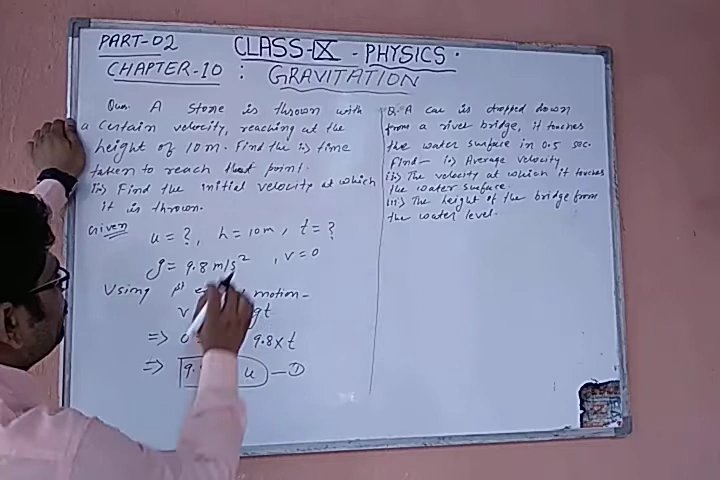 PART-02
CLASS-IX - PHYSICS.
CHAPTER-10 : GRAVITATION
Que. A stone is thrown with
a certain velocity, reaching at the
height of 10m. Find the i) time
taken to reach that point.
ii) Find the initial velocity at which
it is thrown.
Given
u = ?, h = 10m, t = ?
g = 9.8 m/s², v = 0
Using motion-
v gt
=> 0 9.8 x t
=> 9. u - ①
Q. A car is dropped down
from a river bridge, it touches
the water surface in 0.5 sec.
Find- i) Average velocity
ii) The velocity at which it touches
the water surface.
iii) The height of the bridge from
the water level.